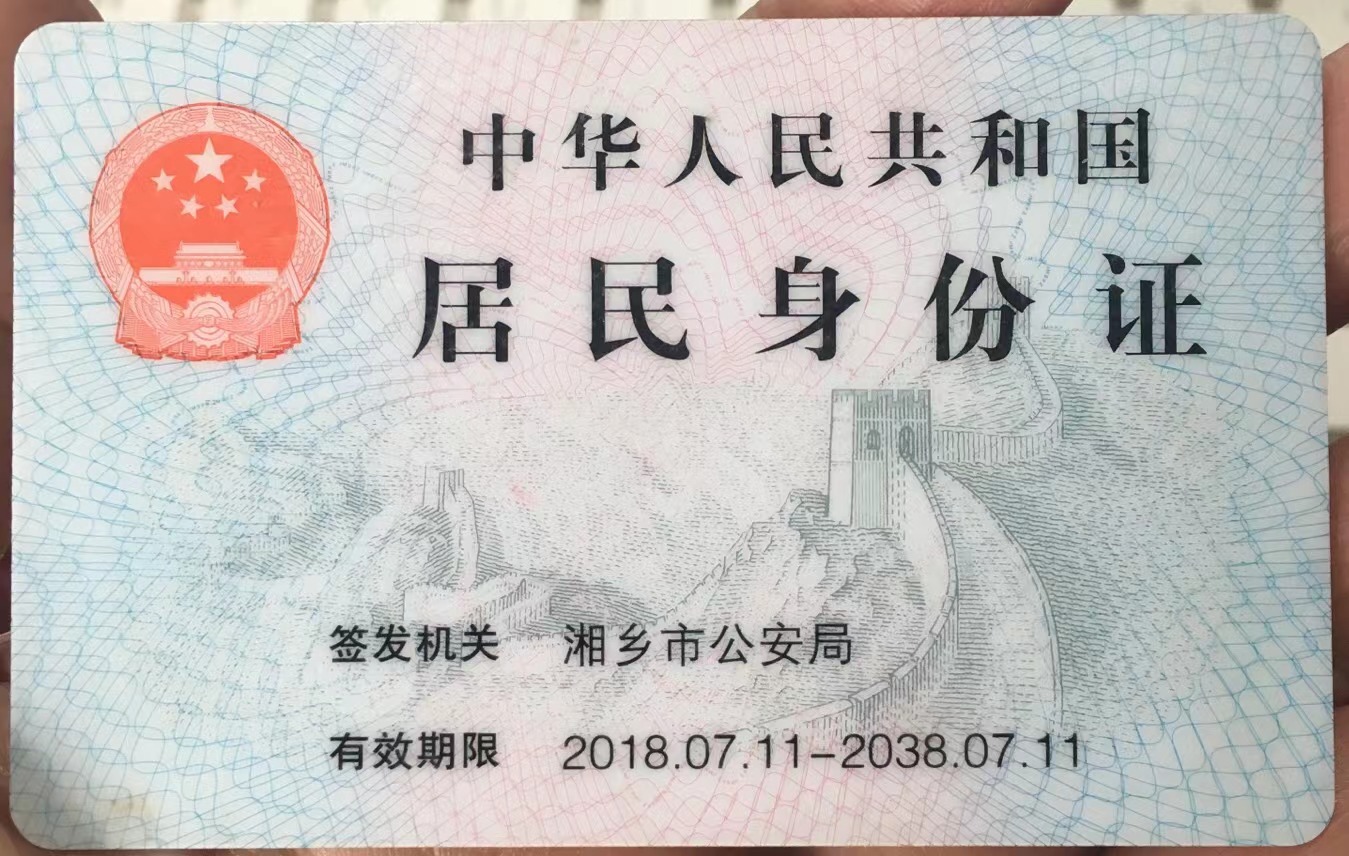 中华人民共和国
居民身份证
签发机关 湘乡市公安局
有效期限 2018.07.11-2038.07.11